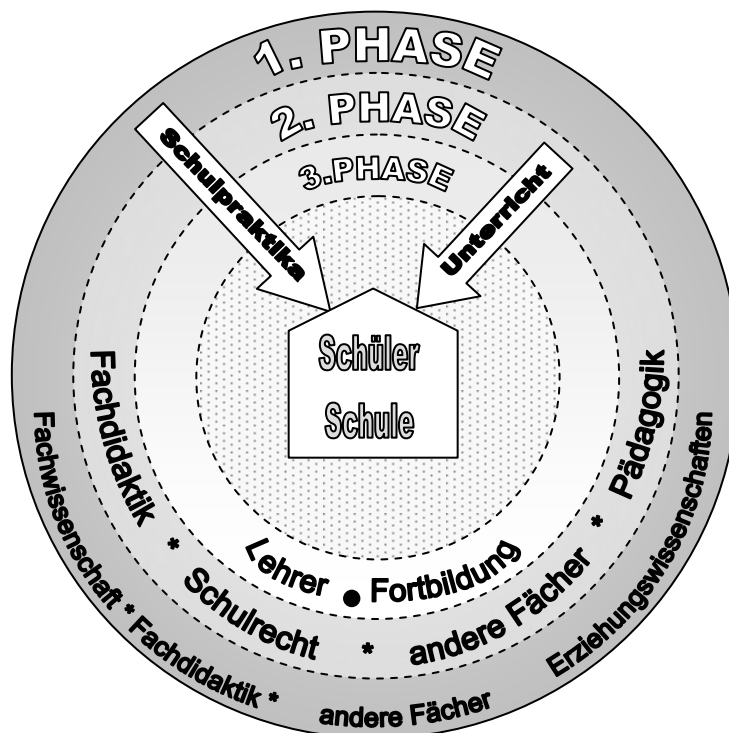 1. PHASE
2. PHASE
3.PHASE
Schulpraktika
Unterricht
Schüler
Schule
Lehrer ● Fortbildung
Fachdidaktik * Schulrecht * andere Fächer * Pädagogik
Fachwissenschaft * Fachdidaktik * andere Fächer Erziehungswissenschaften